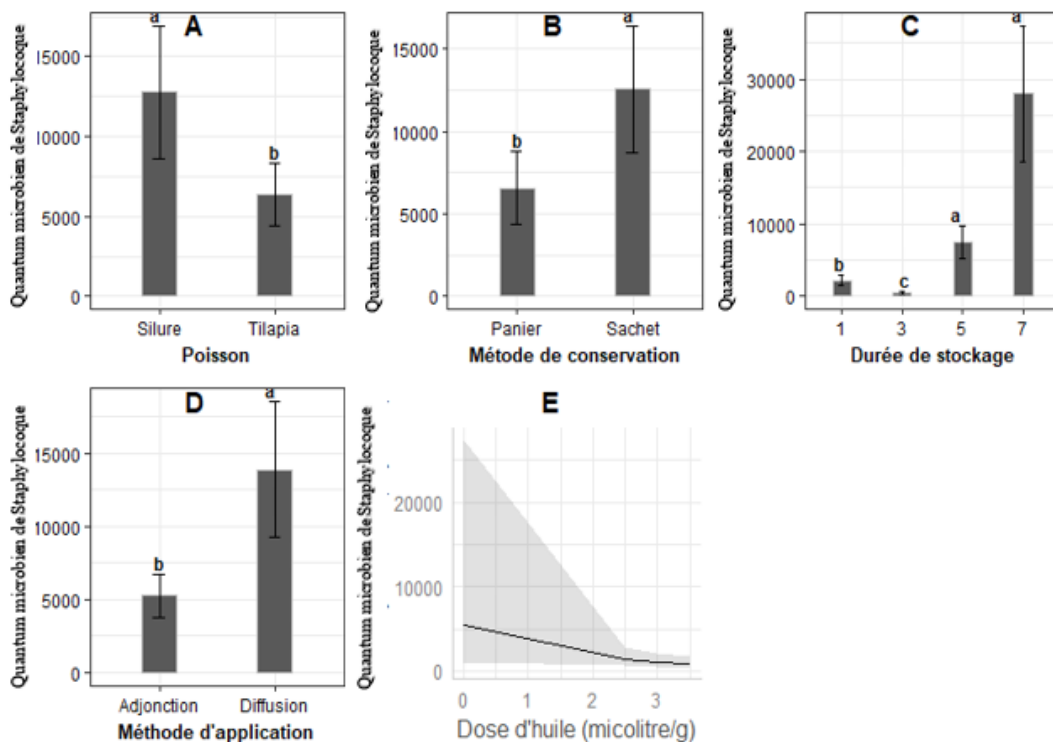 A
Quantum microbien de Staphylocoque
15000
10000
5000
0
a
b
Silure
Tilapia
Poisson
B
Quantum microbien de Staphylocoque
15000
10000
5000
0
b
a
Panier
Sachet
Métode de conservation
C
Quantum microbien de Staphylocoque
30000
20000
10000
0
b
c
a
a
1
3
5
7
Durée de stockage
D
Quantum microbien de Staphylocoque
15000
10000
5000
0
b
a
Adjonction
Diffusion
Méthode d'application
E
Quantum microbien de Staphylocoque
20000
10000
0
0
1
2
3
Dose d'huile (micolitre/g)